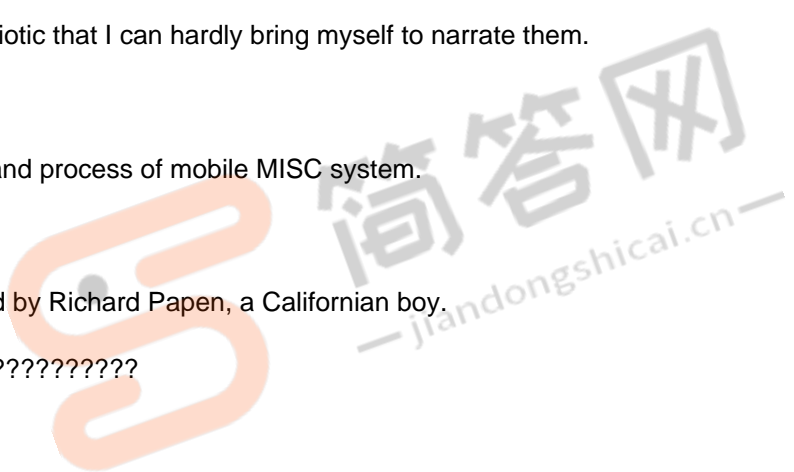 iotic that I can hardly bring myself to narrate them.
and process of mobile MISC system.
d by Richard Papen, a Californian boy.
??????????
简答网
jiandongshicai.cn